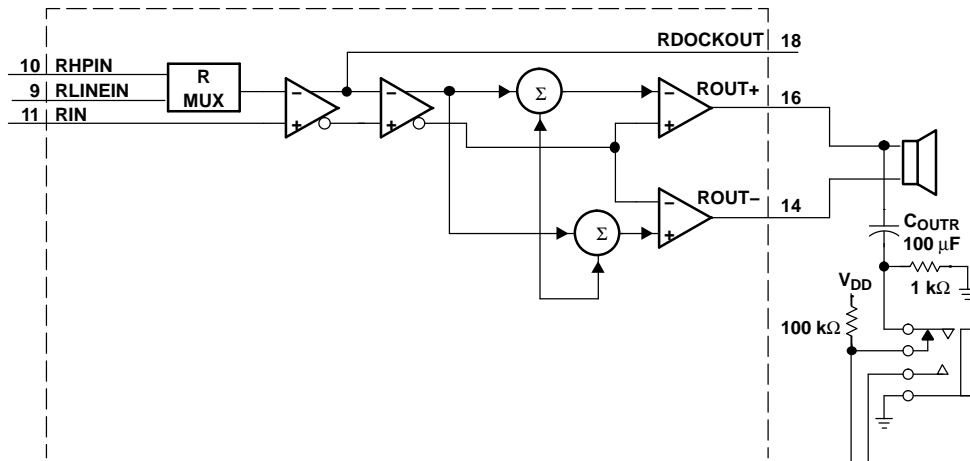 RDOCKOUT 18
10 RHPIN
R
MUX
9 RLINEIN
11 RIN
− − Σ − ROUT+ 16
+ + +
− ROUT− 14
Σ +
COUTR
100 μF
VDD
1 kΩ
100 kΩ